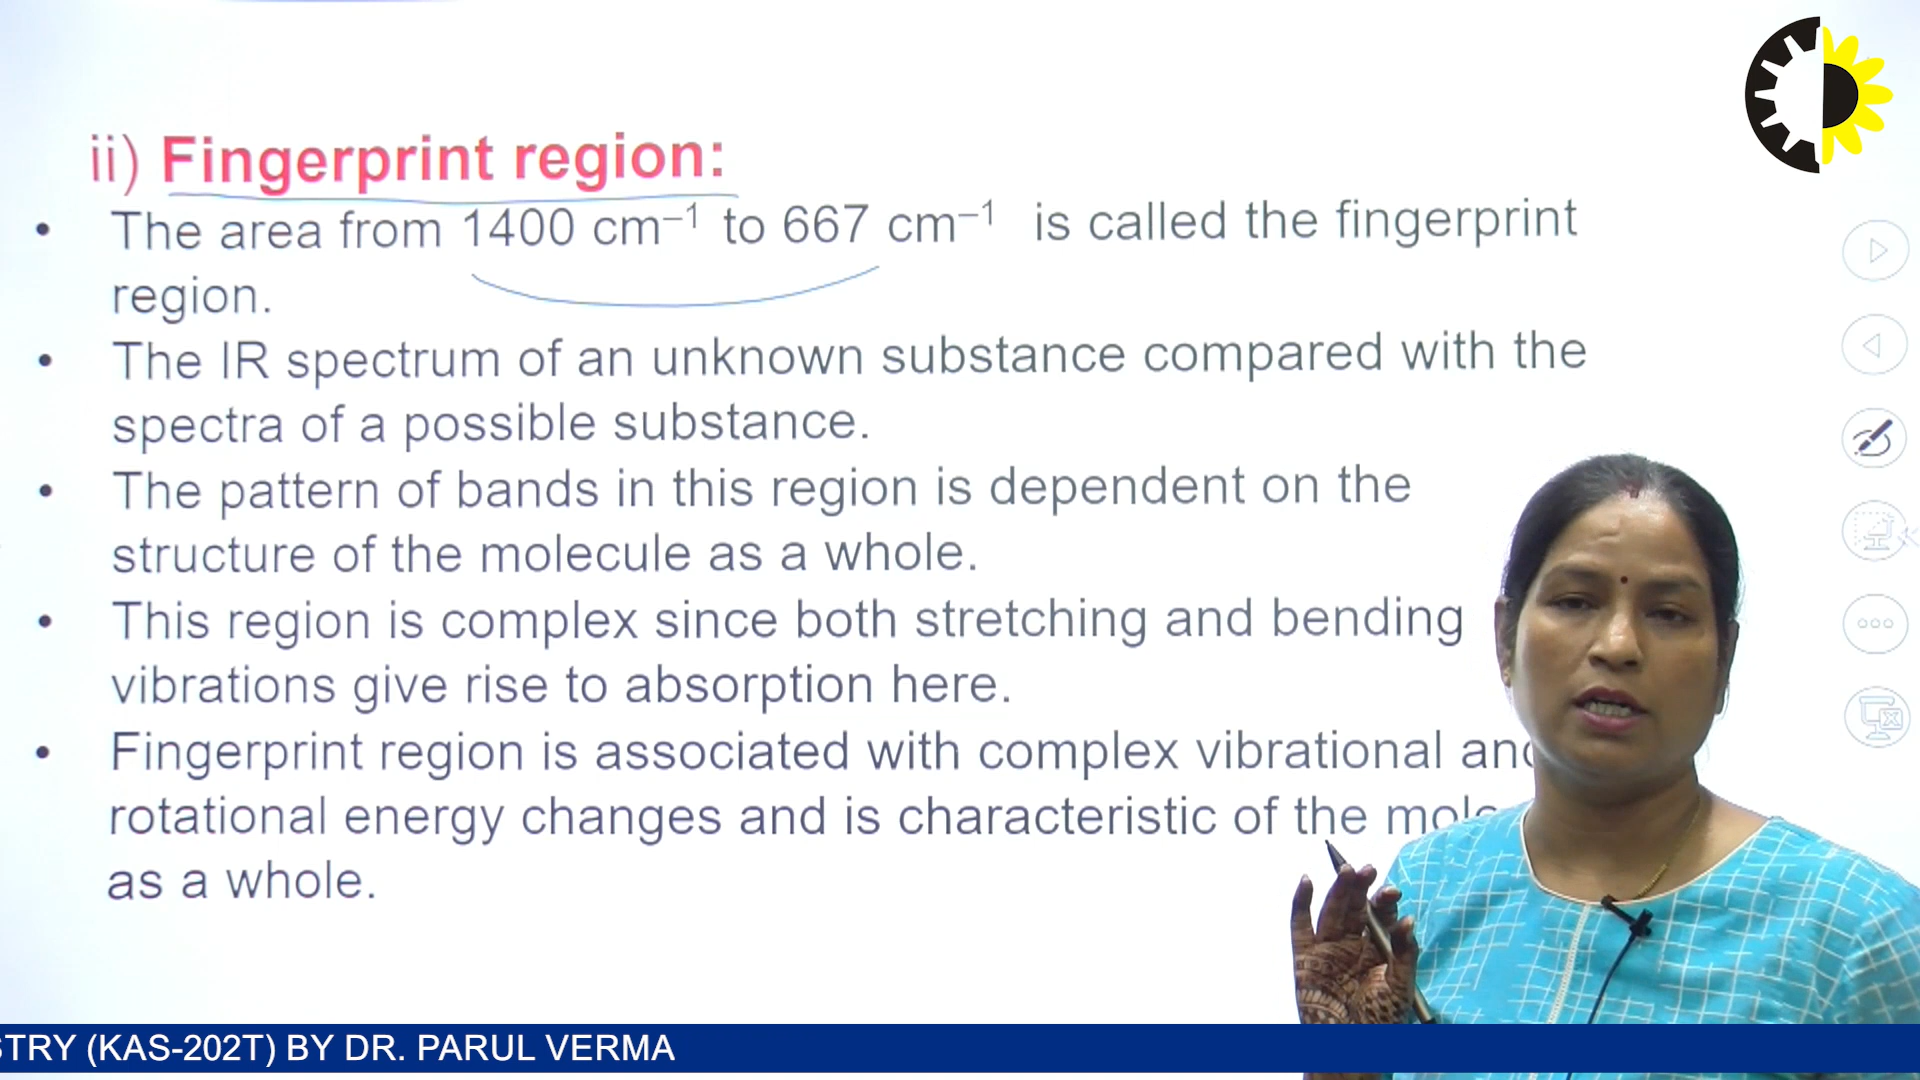 ii) Fingerprint region:
• The area from 1400 cm⁻¹ to 667 cm⁻¹ is called the fingerprint
region.
• The IR spectrum of an unknown substance compared with the
spectra of a possible substance.
• The pattern of bands in this region is dependent on the
structure of the molecule as a whole.
• This region is complex since both stretching and bending
vibrations give rise to absorption here.
• Fingerprint region is associated with complex vibrational
rotational energy changes and is characteristic of the
as a whole.
(KAS-202T) BY DR. PARUL VERMA